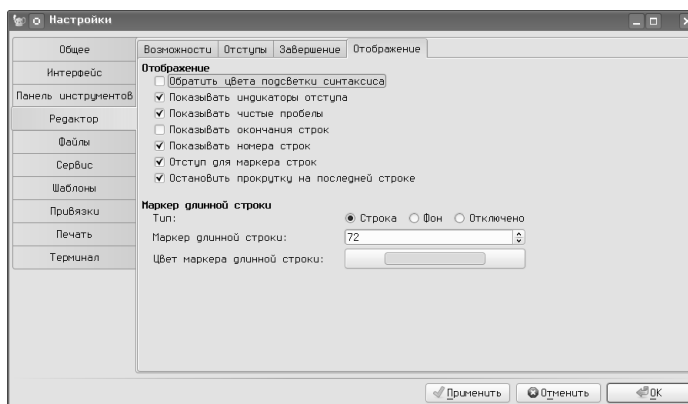 Настройки
Общее
Интерфейс
Панель инструментов
Редактор
Файлы
Сервис
Шаблоны
Привязки
Печать
Терминал
Возможности Отступы Завершение Отображение
Отображение
Обратить цвета подсветки синтаксиса
Показывать индикаторы отступа
Показывать чистые пробелы
Показывать окончания строк
Показывать номера строк
Отступ для маркера строк
Остановить прокрутку на последней строке
Маркер длинной строки
Тип: Строка Фон Отключено
Маркер длинной строки: 72
Цвет маркера длинной строки:
Применить Отменить OK